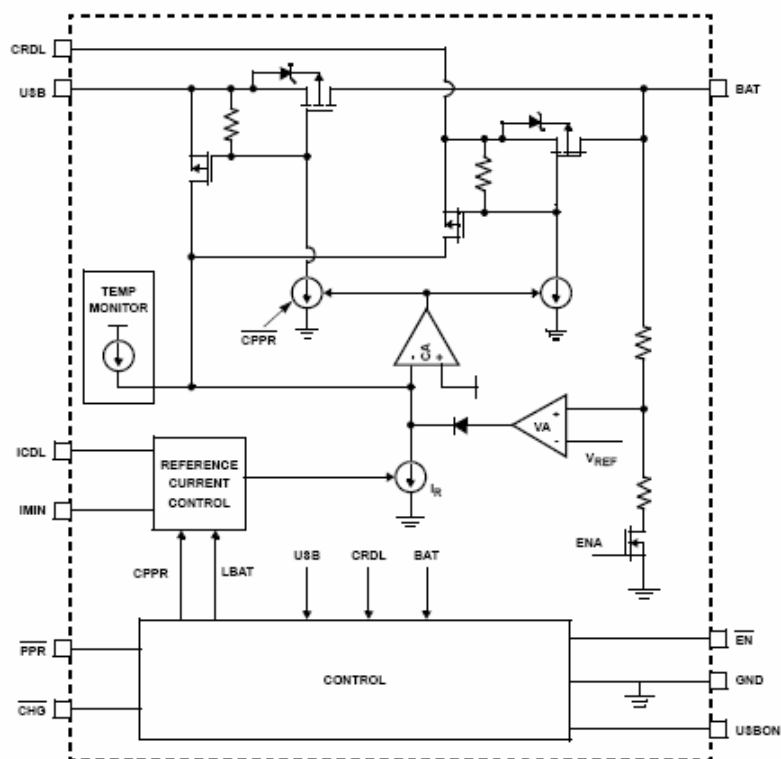 CRDL
USB
BAT
TEMP
MONITOR
CPPR
CA
-
+
ICDL
IMIN
REFERENCE
CURRENT
CONTROL
IR
VA
+
-
VREF
ENA
CPPR
LBAT
USB
CRDL
BAT
PPR
CHG
CONTROL
EN
GND
USBON